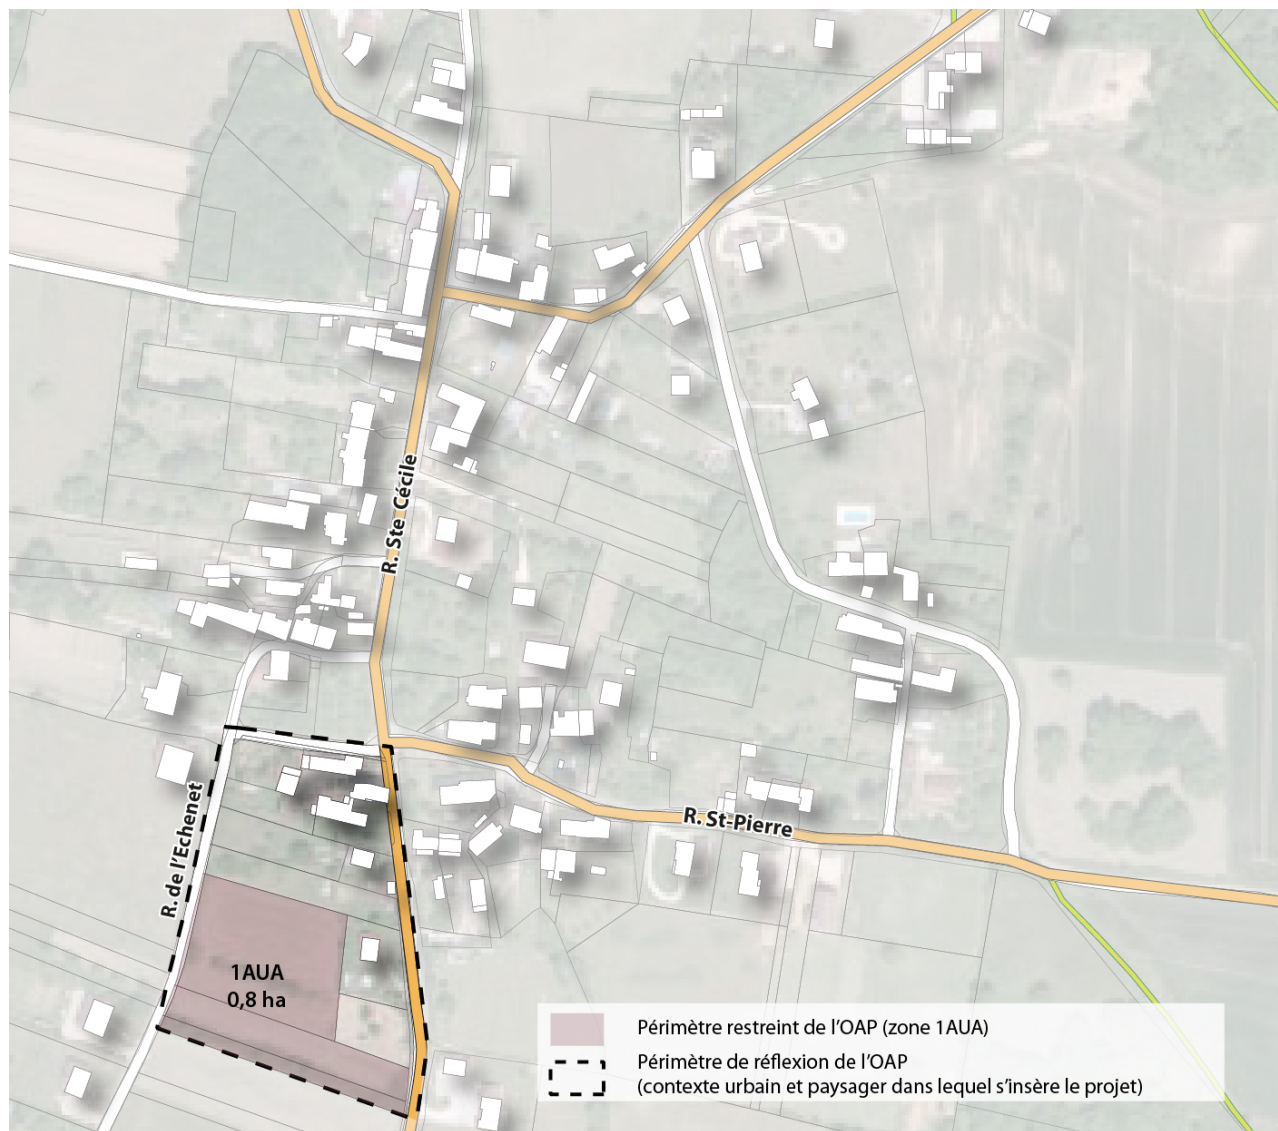 R. Ste Cécile
R. St-Pierre
R. de l'Echenet
1AUA
0,8 ha
Périmètre restreint de l'OAP (zone 1AUA)
Périmètre de réflexion de l'OAP
(contexte urbain et paysager dans lequel s'insère le projet)